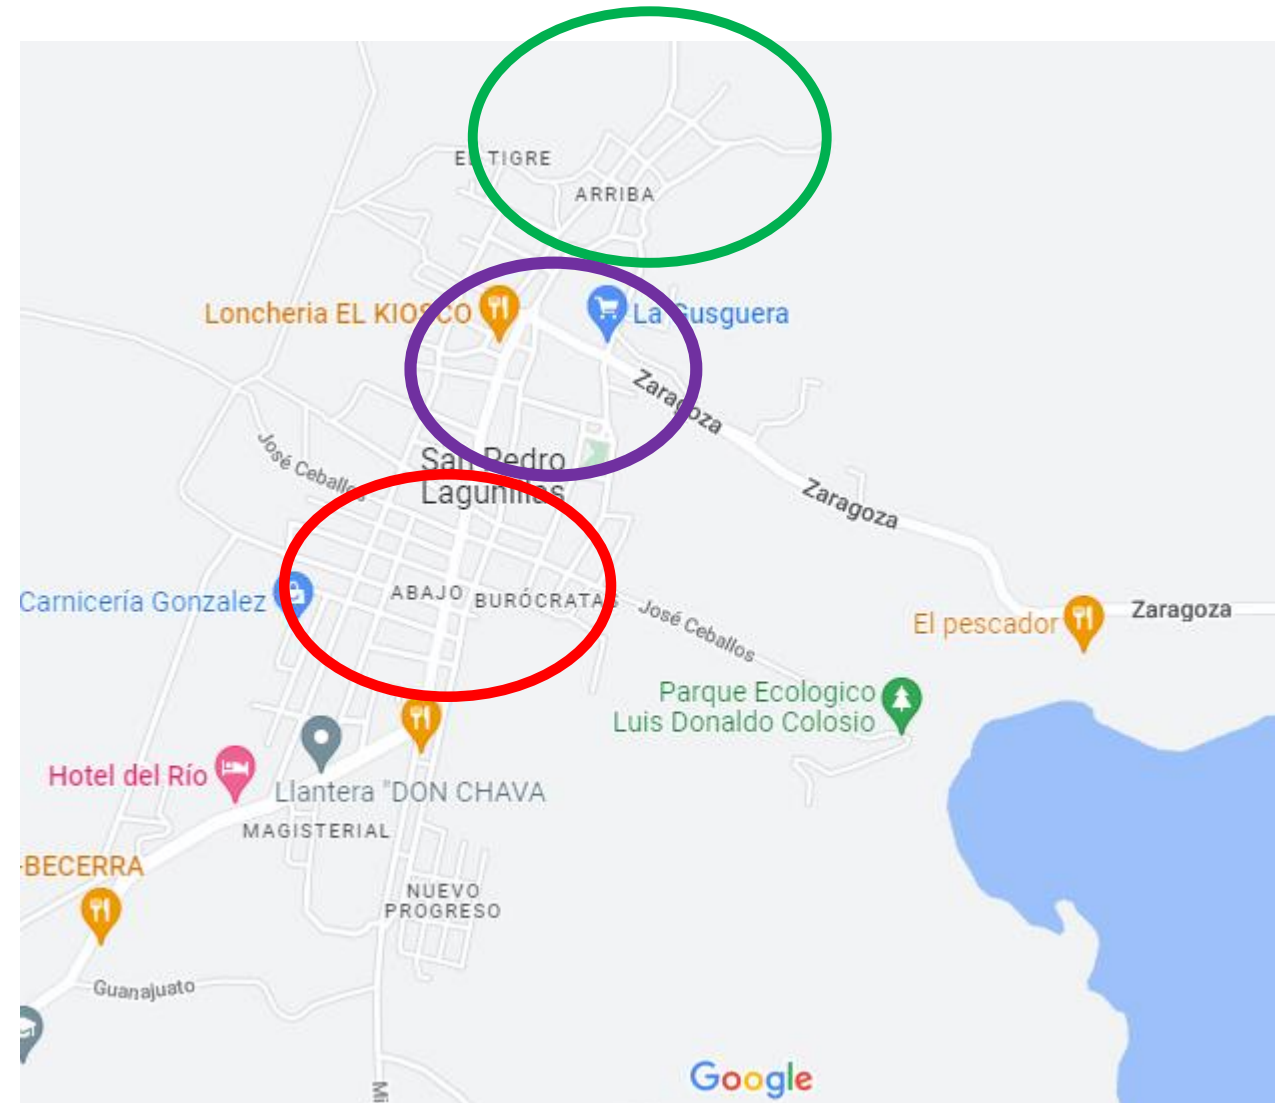 EL TIGRE
ARRIBA
Loncheria EL KIOSCO
La Gusguera
Zaragoza
José Ceballos
San Pedro
Lagunillas
Zaragoza
ABAJO
BURÓCRATAS
Carnicería Gonzalez
José Ceballos
El pescador
Zaragoza
Parque Ecologico
Luis Donaldo Colosio
Hotel del Río
Llantera "DON CHAVA
MAGISTERIAL
-BECERRA
NUEVO
PROGRESO
Guanajuato
Google
Mi